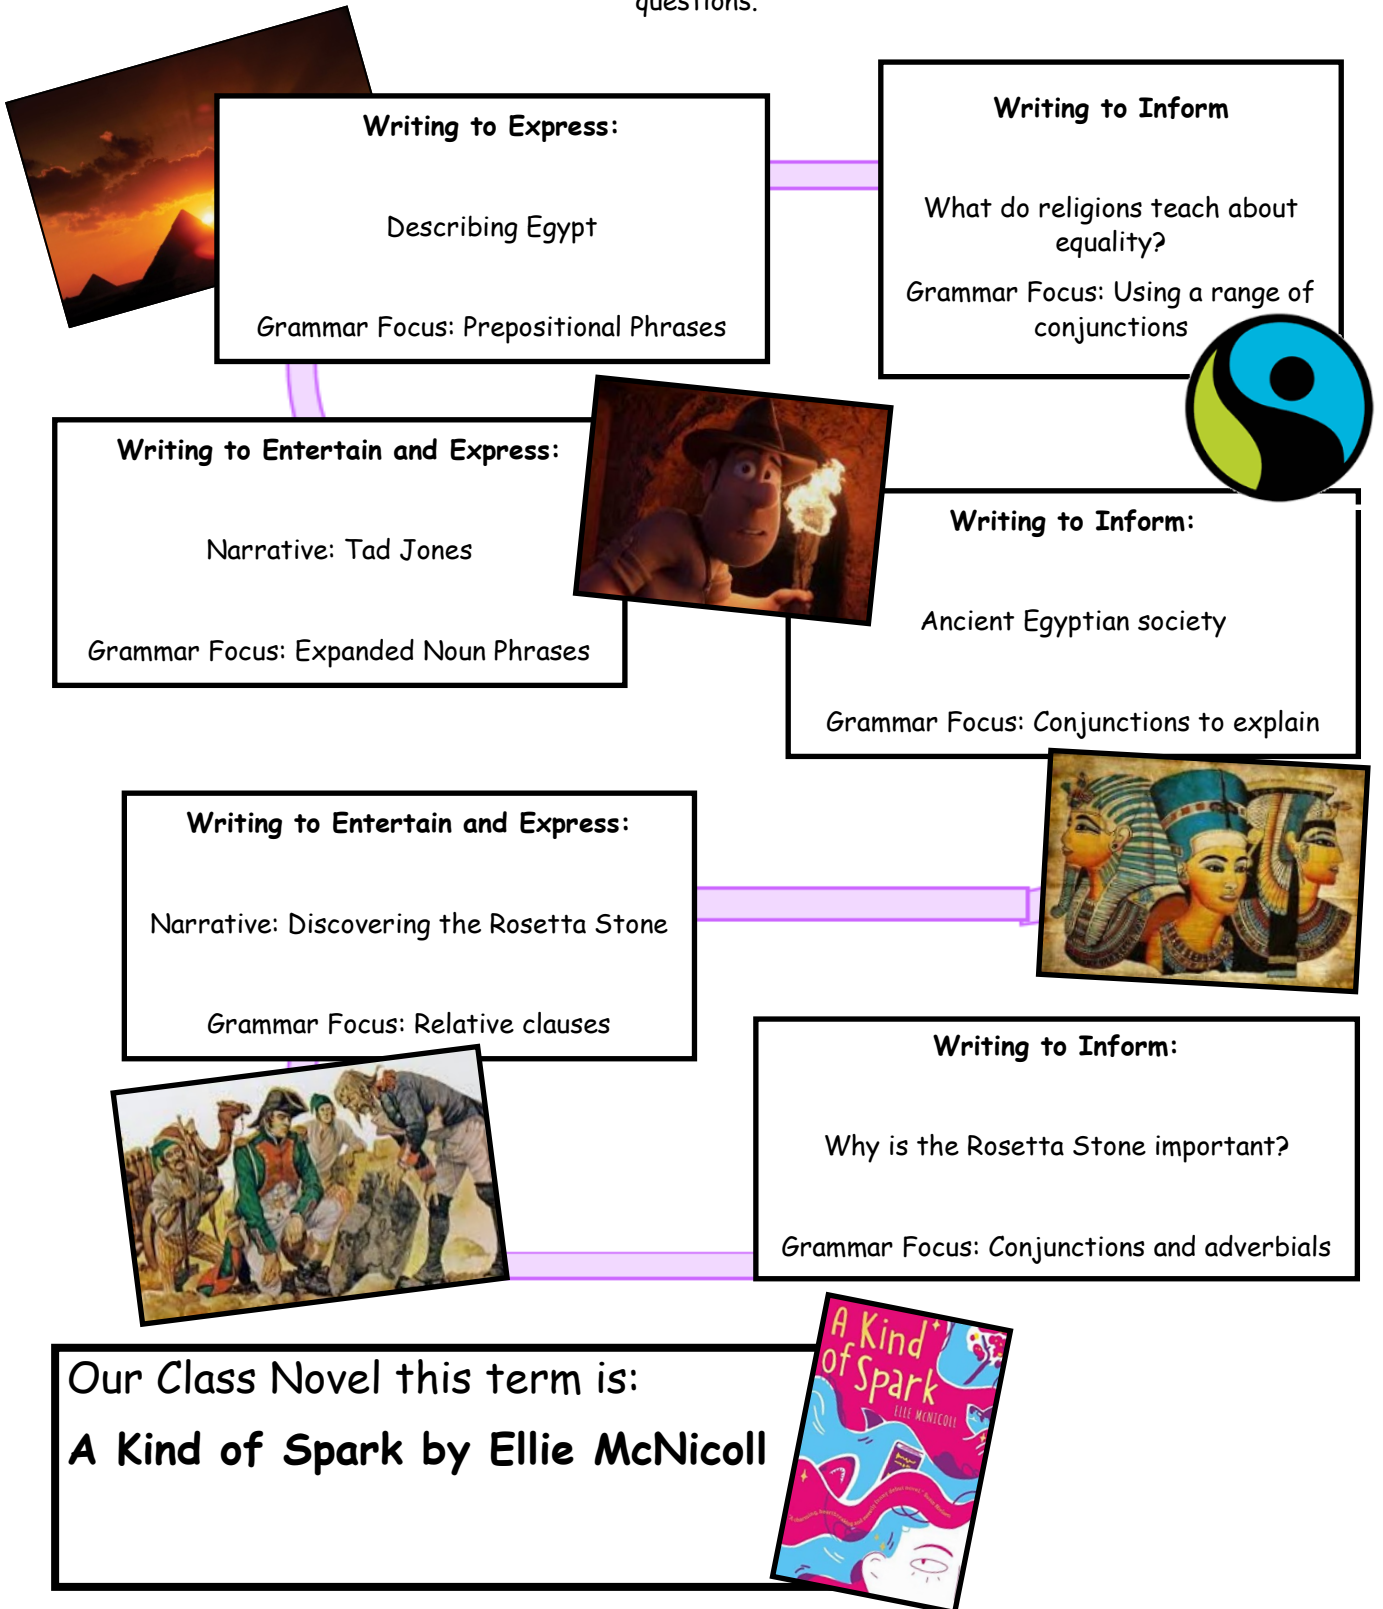 questions.
Writing to Express:
Describing Egypt
Grammar Focus: Prepositional Phrases
Writing to Inform
What do religions teach about
equality?
Grammar Focus: Using a range of
conjunctions
Writing to Entertain and Express:
Narrative: Tad Jones
Grammar Focus: Expanded Noun Phrases
Writing to Inform:
Ancient Egyptian society
Grammar Focus: Conjunctions to explain
Writing to Entertain and Express:
Narrative: Discovering the Rosetta Stone
Grammar Focus: Relative clauses
Writing to Inform:
Why is the Rosetta Stone important?
Grammar Focus: Conjunctions and adverbials
Our Class Novel this term is:
A Kind of Spark by Ellie McNicoll
A Kind
of Spark
ELLE McNICOLL